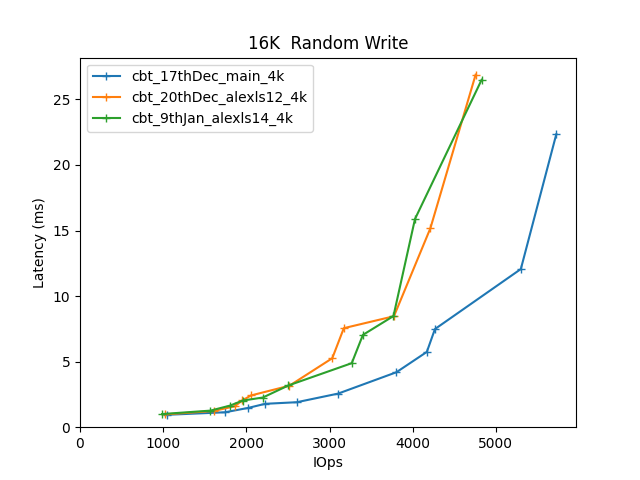 16K  Random Write
cbt_17thDec_main_4k
cbt_20thDec_alexls12_4k
cbt_9thJan_alexls14_4k
25
20
15
10
5
0
Latency (ms)
0 1000 2000 3000 4000 5000
IOps